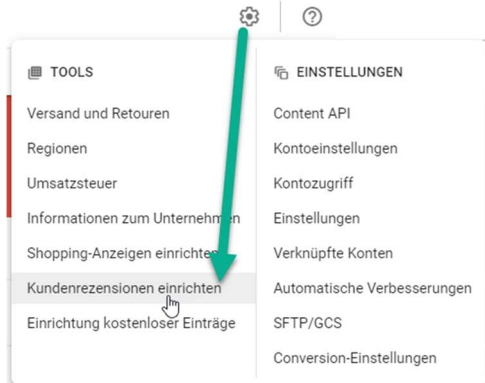 TOOLS
Versand und Retouren
Regionen
Umsatzsteuer
Informationen zum Unternehmen
Shopping-Anzeigen einrichten
Kundenrezensionen einrichten
Einrichtung kostenloser Einträge
EINSTELLUNGEN
Content API
Kontoeinstellungen
Kontozugriff
Einstellungen
Verknüpfte Konten
Automatische Verbesserungen
SFTP/GCS
Conversion-Einstellungen